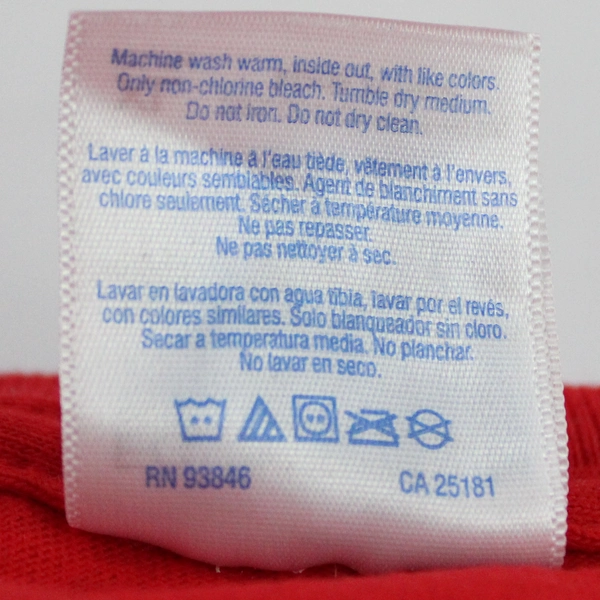 Machine wash warm, inside out, with like colors.
Only non-chlorine bleach. Tumble dry medium.
Do not iron. Do not dry clean.
Laver à la machine à l'eau tiède, vêtement à l'envers,
avec couleurs semblables. Agent de blanchiment sans
chlore seulement. Sécher à température moyenne.
Ne pas repasser.
Ne pas nettoyer à sec.
Lavar en lavadora con agua tibia, lavar por el revés,
con colores similares. Solo blanqueador sin cloro.
Secar a temperatura media. No planchar.
No lavar en seco.
RN 93846 CA 25181